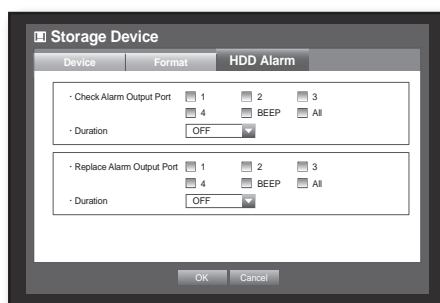 Storage Device
Device Format HDD Alarm
· Check Alarm Output Port 1 2 3
4 BEEP All
· Duration OFF
· Replace Alarm Output Port 1 2 3
4 BEEP All
· Duration OFF
OK Cancel